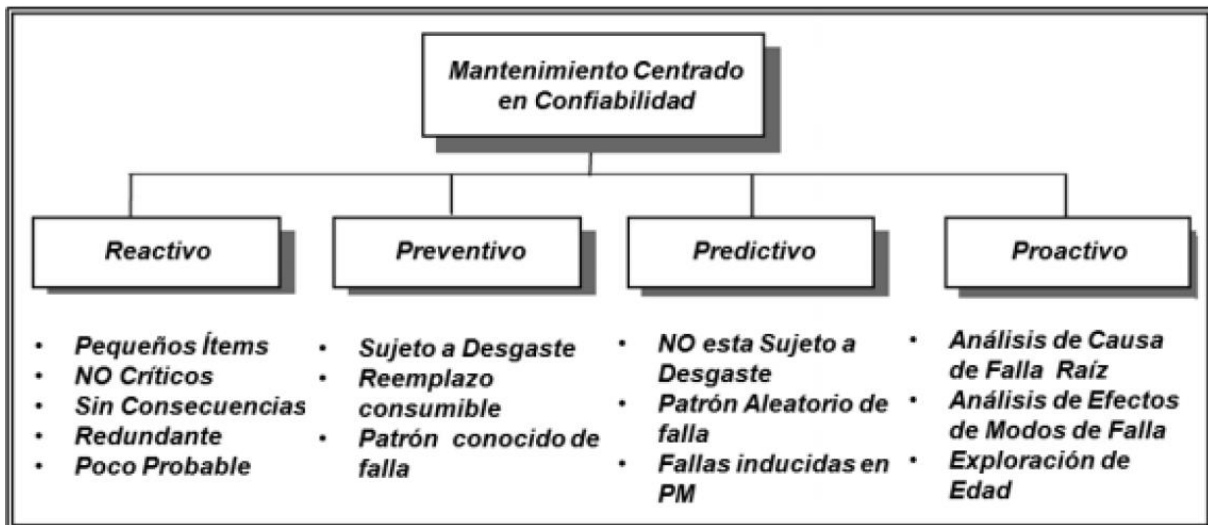 Mantenimiento Centrado
en Confiabilidad
Reactivo
Preventivo
Predictivo
Proactivo
• Pequeños Ítems
• NO Críticos
• Sin Consecuencias
• Redundante
• Poco Probable
• Sujeto a Desgaste
• Reemplazo
consumible
• Patrón conocido de
falla
• NO esta Sujeto a
Desgaste
• Patrón Aleatorio de
falla
• Fallas inducidas en
PM
• Análisis de Causa
de Falla Raíz
• Análisis de Efectos
de Modos de Falla
• Exploración de
Edad